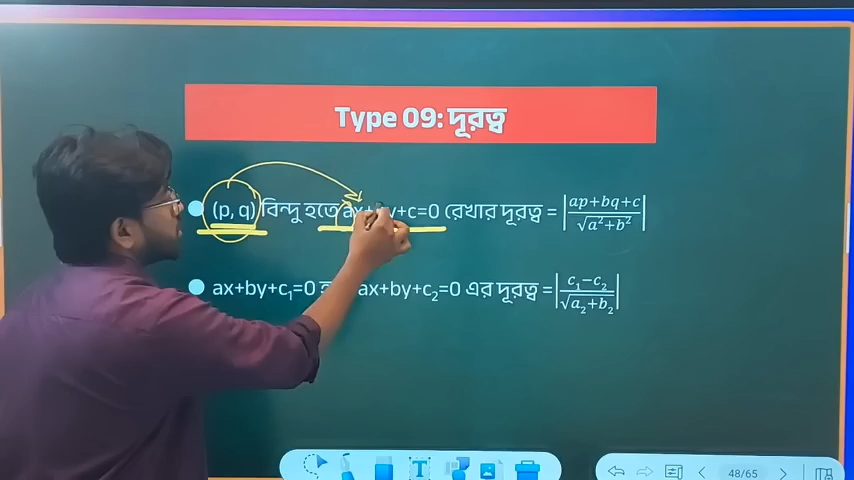 Type 09: দূরত্ব
(p, q) বিন্দু হতে ax+ y+c=0 রেখার দূরত্ব = |ap+bq+c / √a²+b²|
ax+by+c₁=0 ax+by+c₂=0 এর দূরত্ব = |c₁−c₂ / √a₂+b₂|
T
48/65